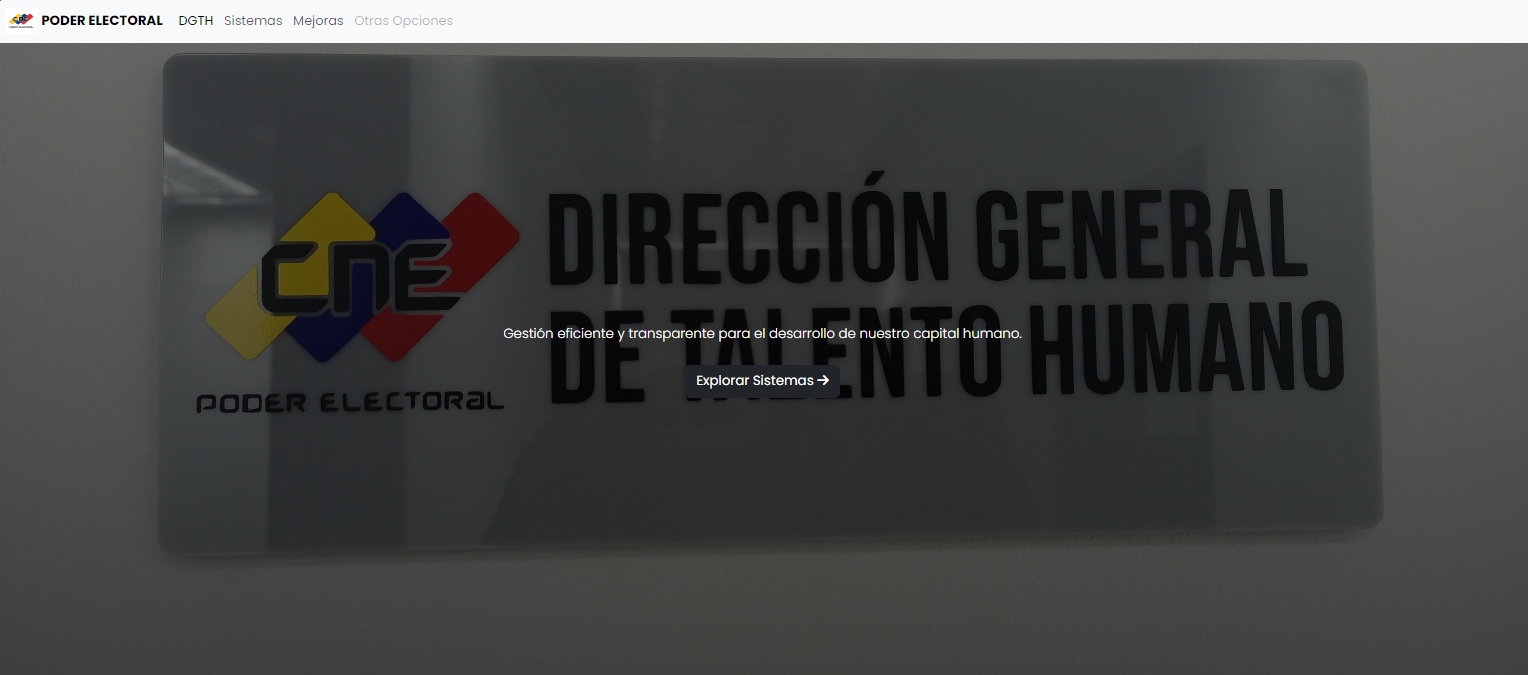 PODER ELECTORAL DGTH Sistemas Mejoras Otras Opciones
DIRECCIÓN GENERAL
DE TALENTO HUMANO
CNE
PODER ELECTORAL
Gestión eficiente y transparente para el desarrollo de nuestro capital humano.
Explorar Sistemas →